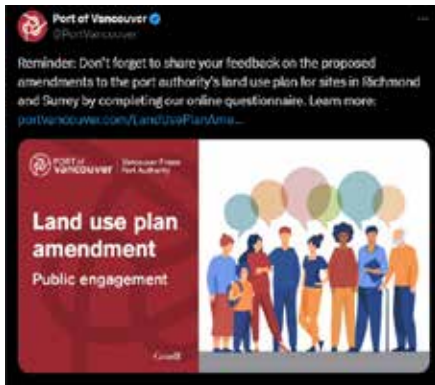 Port of Vancouver
@PortVancouver
Reminder: Don't forget to share your feedback on the proposed
amendments to the port authority's land use plan for sites in Richmond
and Surrey by completing our online questionnaire. Learn more:
portvancouver.com/LandUsePlanAme...
PORT of
vancouver
Vancouver Fraser
Port Authority
Land use plan
amendment
Public engagement
Canada